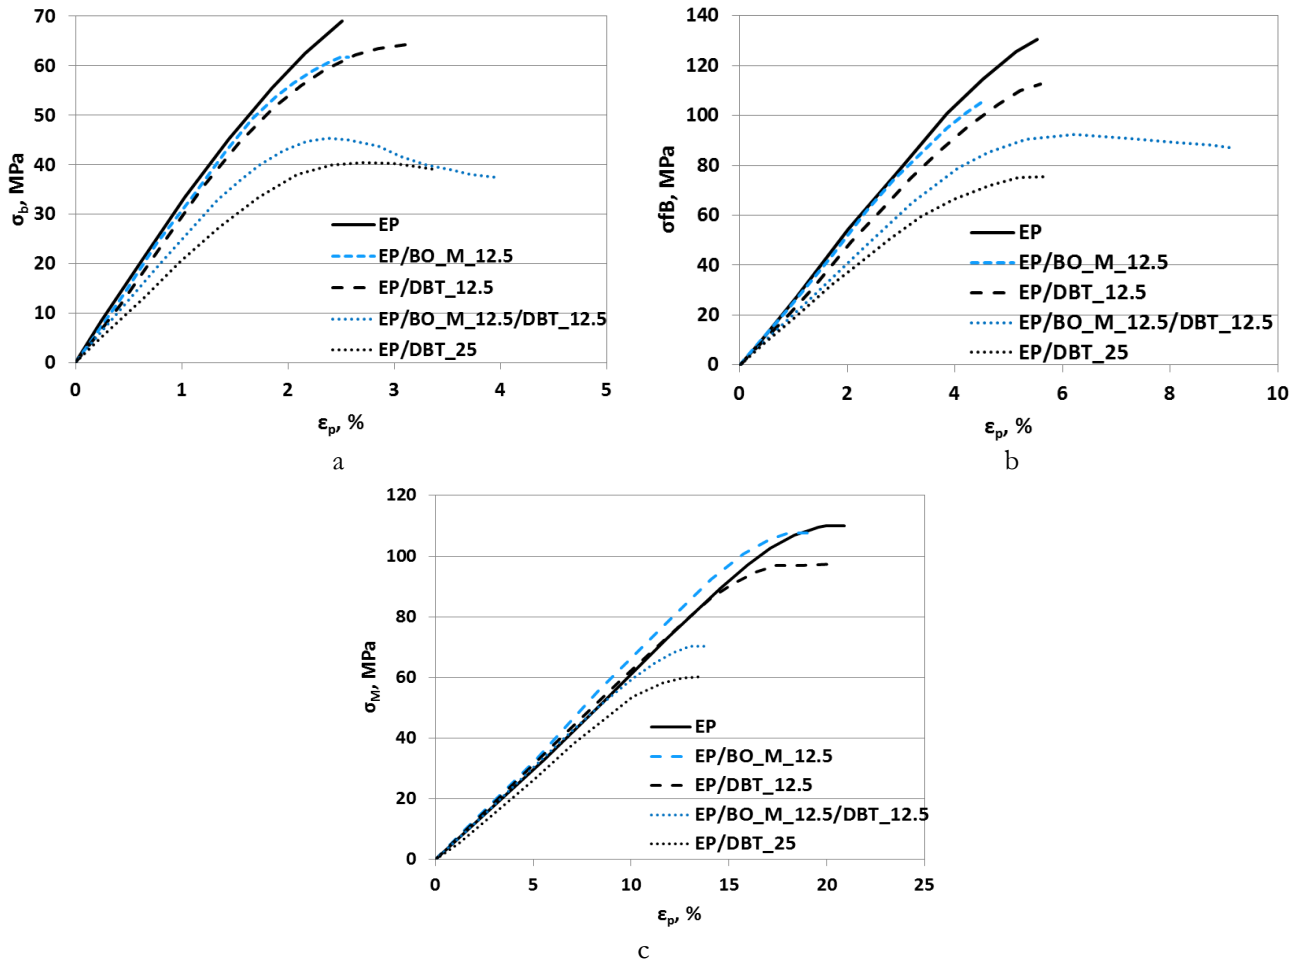 70
60
50
40
30
20
10
0
σb, MPa
0 1 2 3 4 5
εp, %
EP
EP/BO_M_12.5
EP/DBT_12.5
EP/BO_M_12.5/DBT_12.5
EP/DBT_25
a
140
120
100
80
60
40
20
0
σfB, MPa
0 2 4 6 8 10
εp, %
EP
EP/BO_M_12.5
EP/DBT_12.5
EP/BO_M_12.5/DBT_12.5
EP/DBT_25
b
120
100
80
60
40
20
0
σM, MPa
0 5 10 15 20 25
εp, %
EP
EP/BO_M_12.5
EP/DBT_12.5
EP/BO_M_12.5/DBT_12.5
EP/DBT_25
c